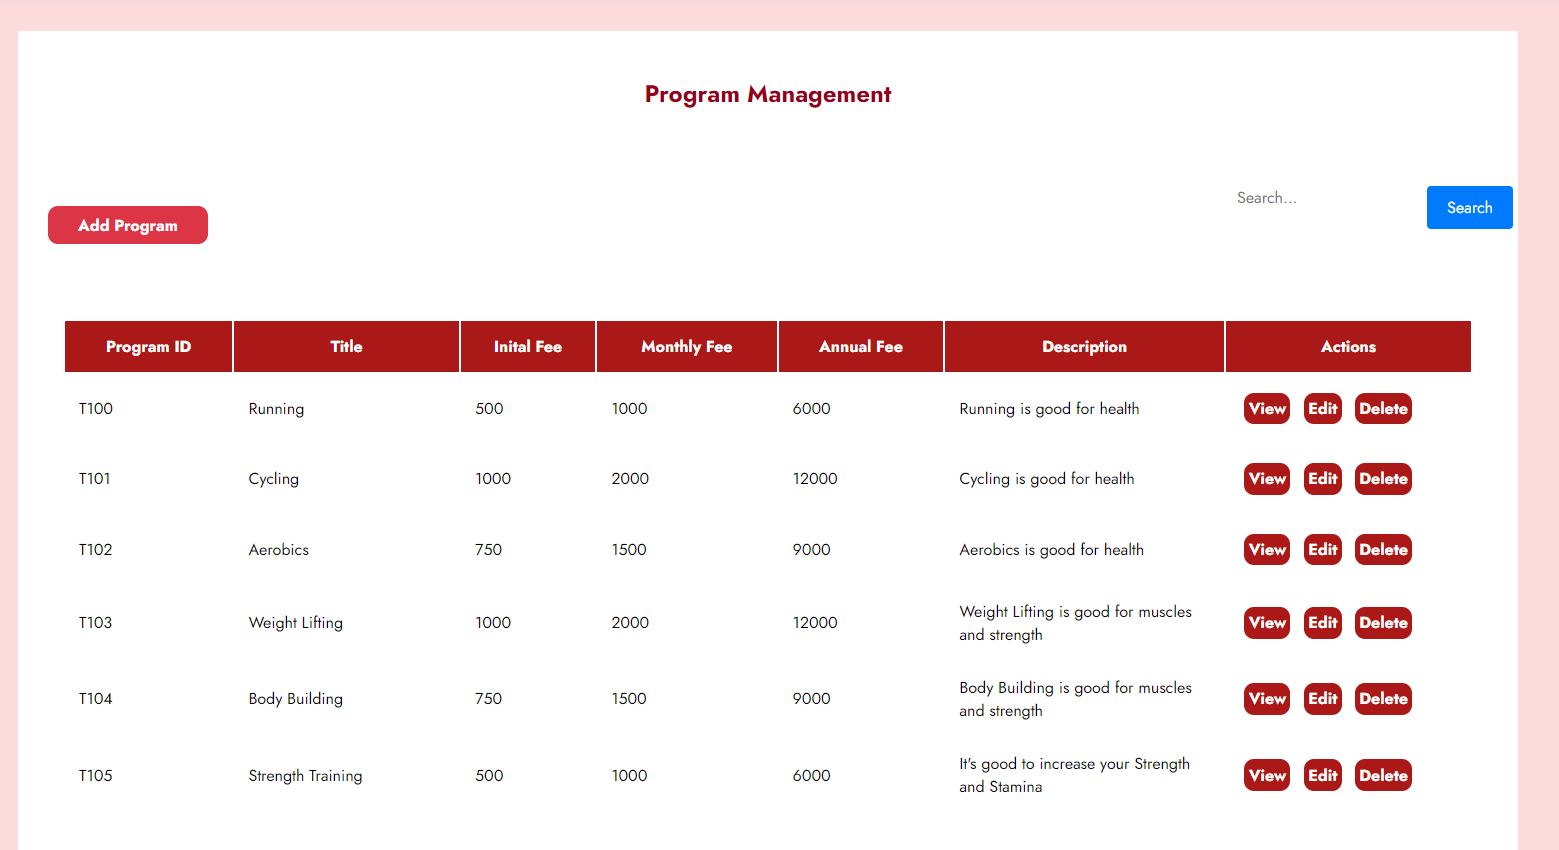 Program Management
Search...
Search
Add Program
Program ID Title Inital Fee Monthly Fee Annual Fee Description Actions
T100 Running 500 1000 6000 Running is good for health View Edit Delete
T101 Cycling 1000 2000 12000 Cycling is good for health View Edit Delete
T102 Aerobics 750 1500 9000 Aerobics is good for health View Edit Delete
T103 Weight Lifting 1000 2000 12000 Weight Lifting is good for muscles
and strength View Edit Delete
T104 Body Building 750 1500 9000 Body Building is good for muscles
and strength View Edit Delete
T105 Strength Training 500 1000 6000 It's good to increase your Strength
and Stamina View Edit Delete